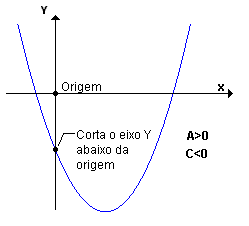 Y
Origem
x
Corta o eixo Y
abaixo da
origem
A>0
C<0